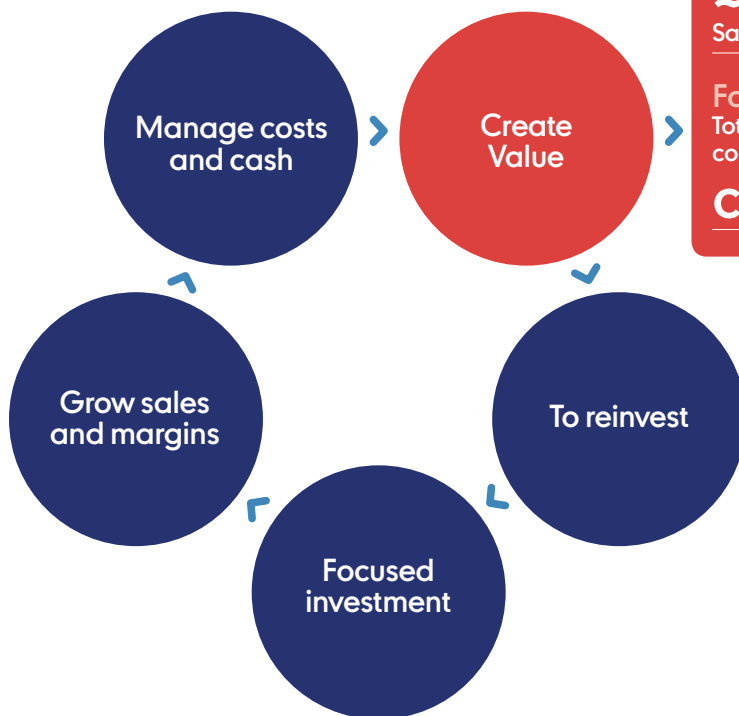 Manage costs
and cash
Create
Value
To reinvest
Focused
investment
Grow sales
and margins